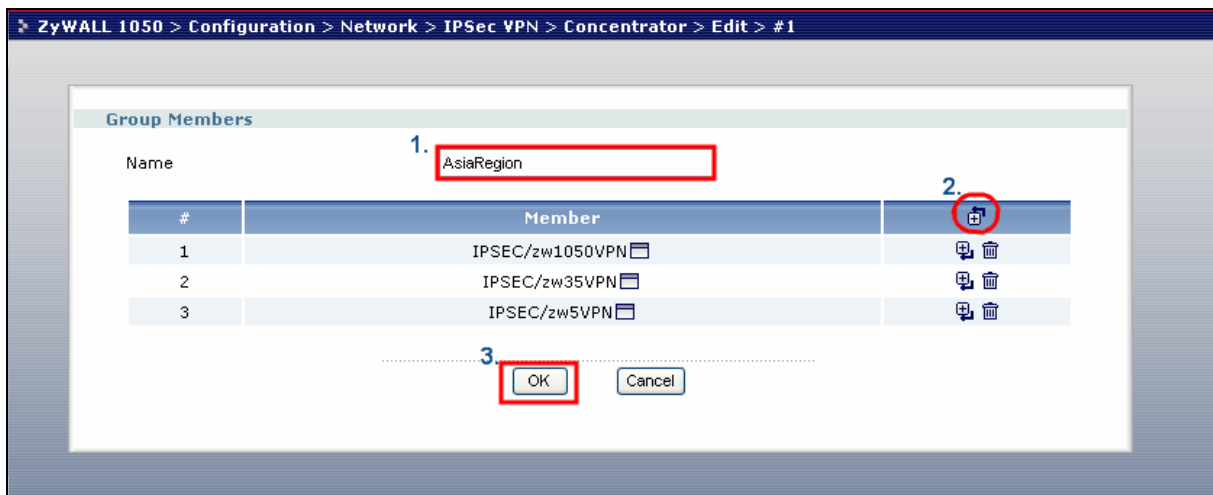 ZyWALL 1050 > Configuration > Network > IPSec VPN > Concentrator > Edit > #1
Group Members
1.
Name AsiaRegion
2.
# Member
1 IPSEC/zw1050VPN
2 IPSEC/zw35VPN
3 IPSEC/zw5VPN
3.
OK Cancel